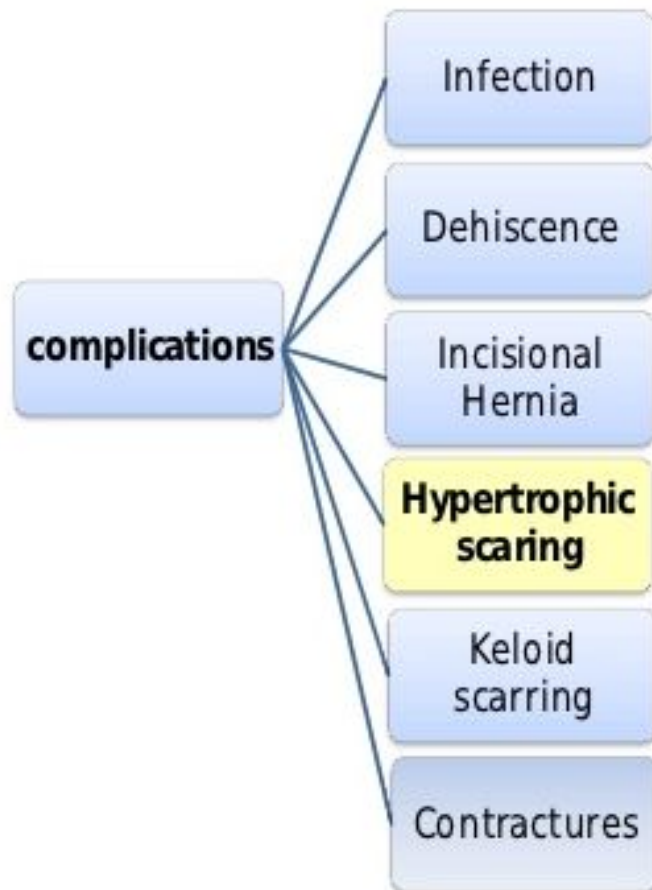 complications
Infection
Dehiscence
Incisional
Hernia
Hypertrophic
scaring
Keloid
scarring
Contractures